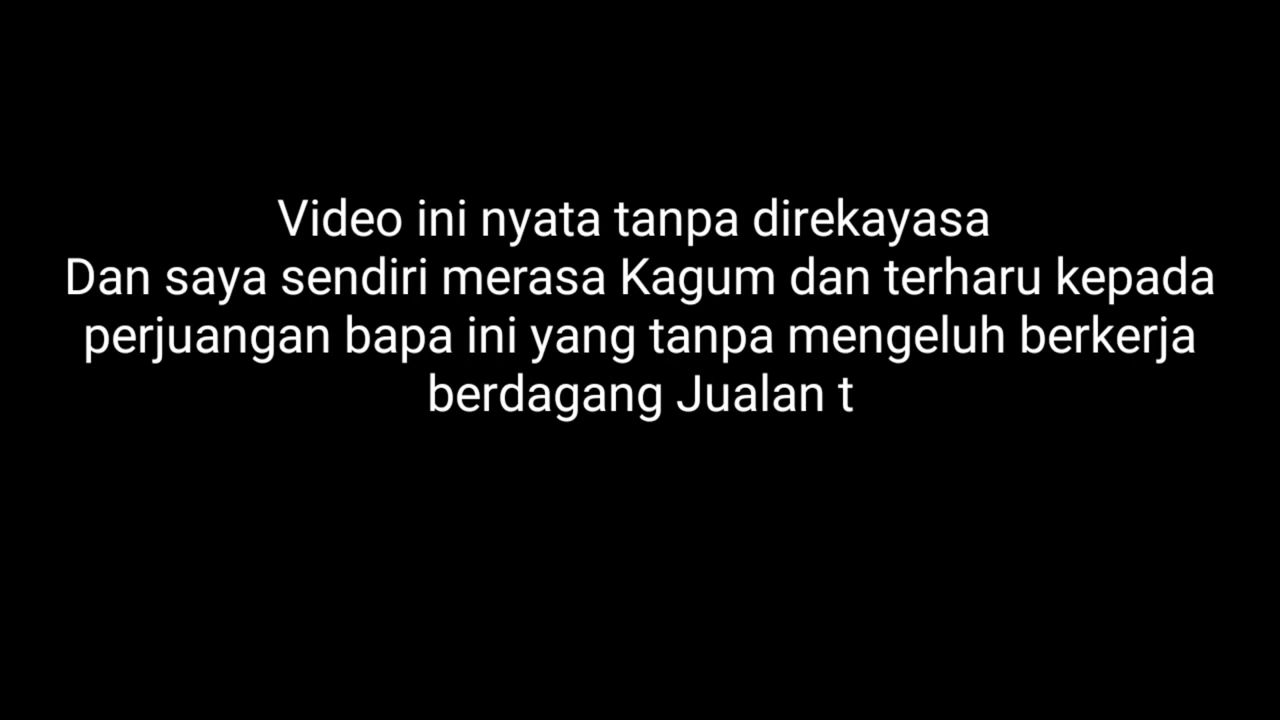 Video ini nyata tanpa direkayasa
Dan saya sendiri merasa Kagum dan terharu kepada
perjuangan bapa ini yang tanpa mengeluh berkerja
berdagang Jualan t